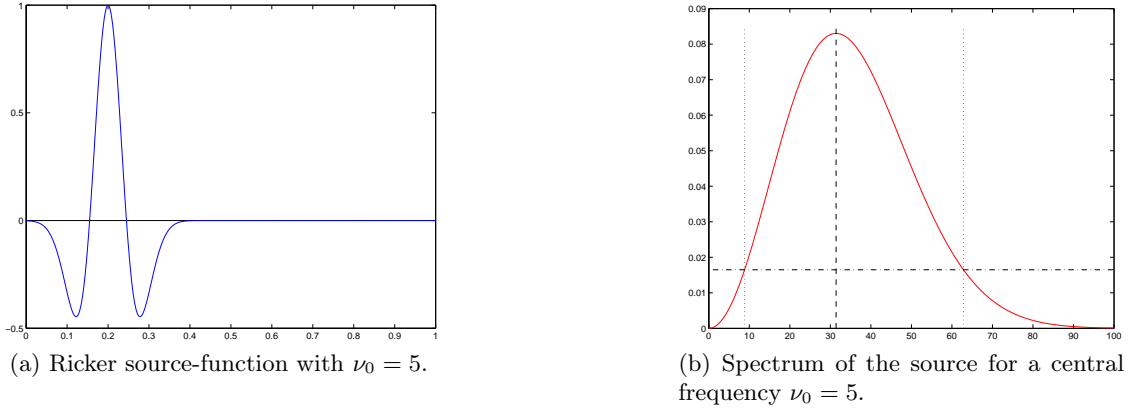 1
0.5
0
−0.5
0 0.1 0.2 0.3 0.4 0.5 0.6 0.7 0.8 0.9 1
(a) Ricker source-function with ν₀ = 5.
0.09
0.08
0.07
0.06
0.05
0.04
0.03
0.02
0.01
0
0 10 20 30 40 50 60 70 80 90 100
(b) Spectrum of the source for a central
frequency ν₀ = 5.